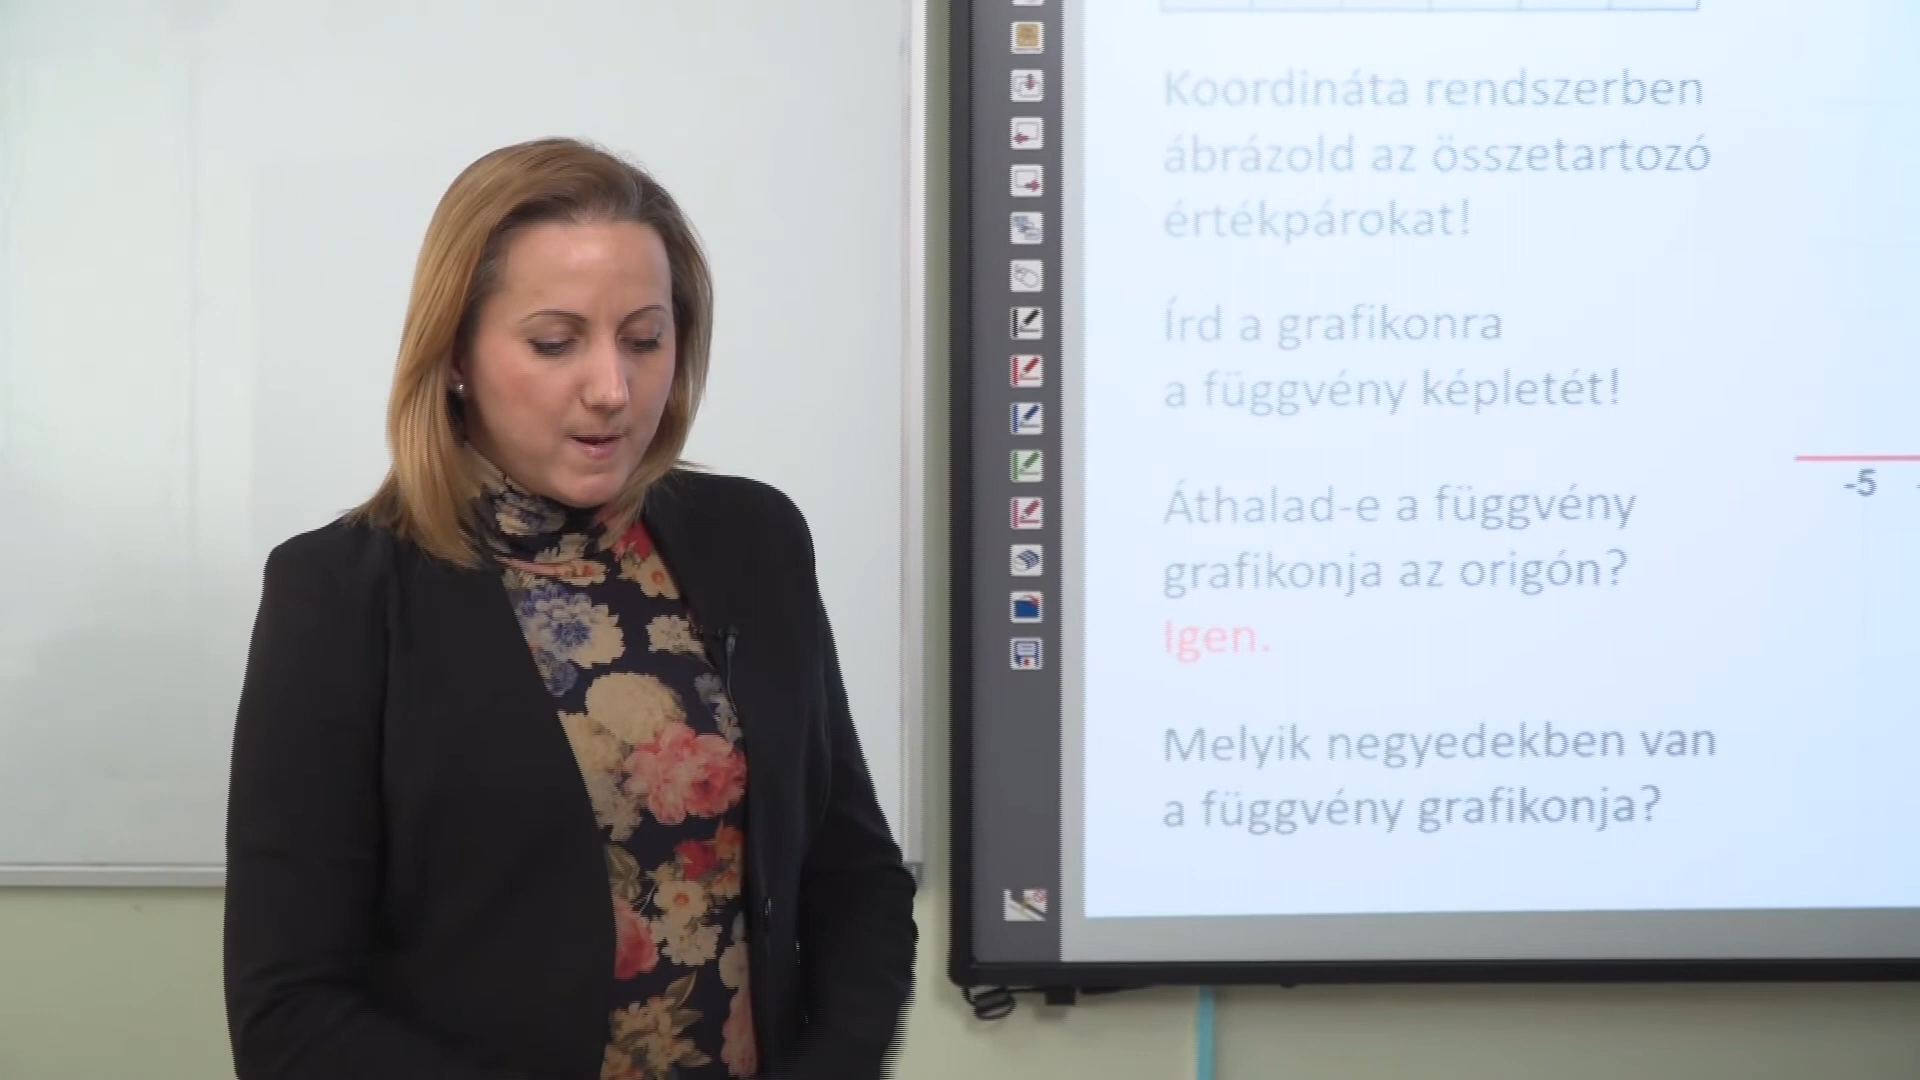 Koordináta rendszerben
ábrázold az összetartozó
értékpárokat!
Írd a grafikonra
a függvény képletét!
-5
Áthalad-e a függvény
grafikonja az origón?
Igen.
Melyik negyedekben van
a függvény grafikonja?